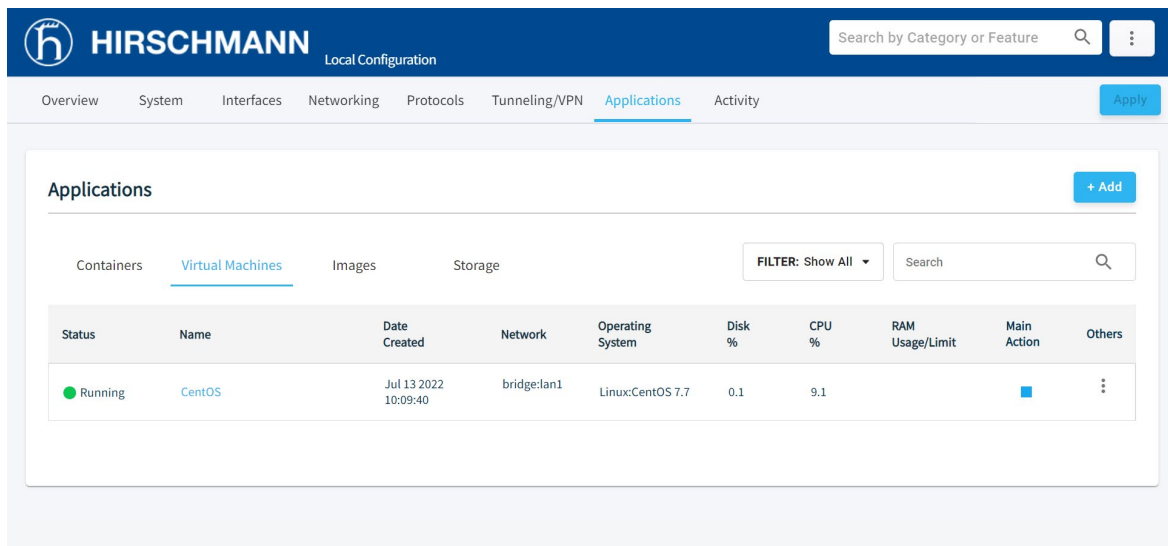 HIRSCHMANN
Local Configuration
Search by Category or Feature
Overview System Interfaces Networking Protocols Tunneling/VPN Applications Activity Apply
Applications
+ Add
Containers Virtual Machines Images Storage FILTER: Show All Search
Status Name Date Created Network Operating System Disk % CPU % RAM Usage/Limit Main Action Others
Running CentOS Jul 13 2022 10:09:40 bridge:lan1 Linux:CentOS 7.7 0.1 9.1